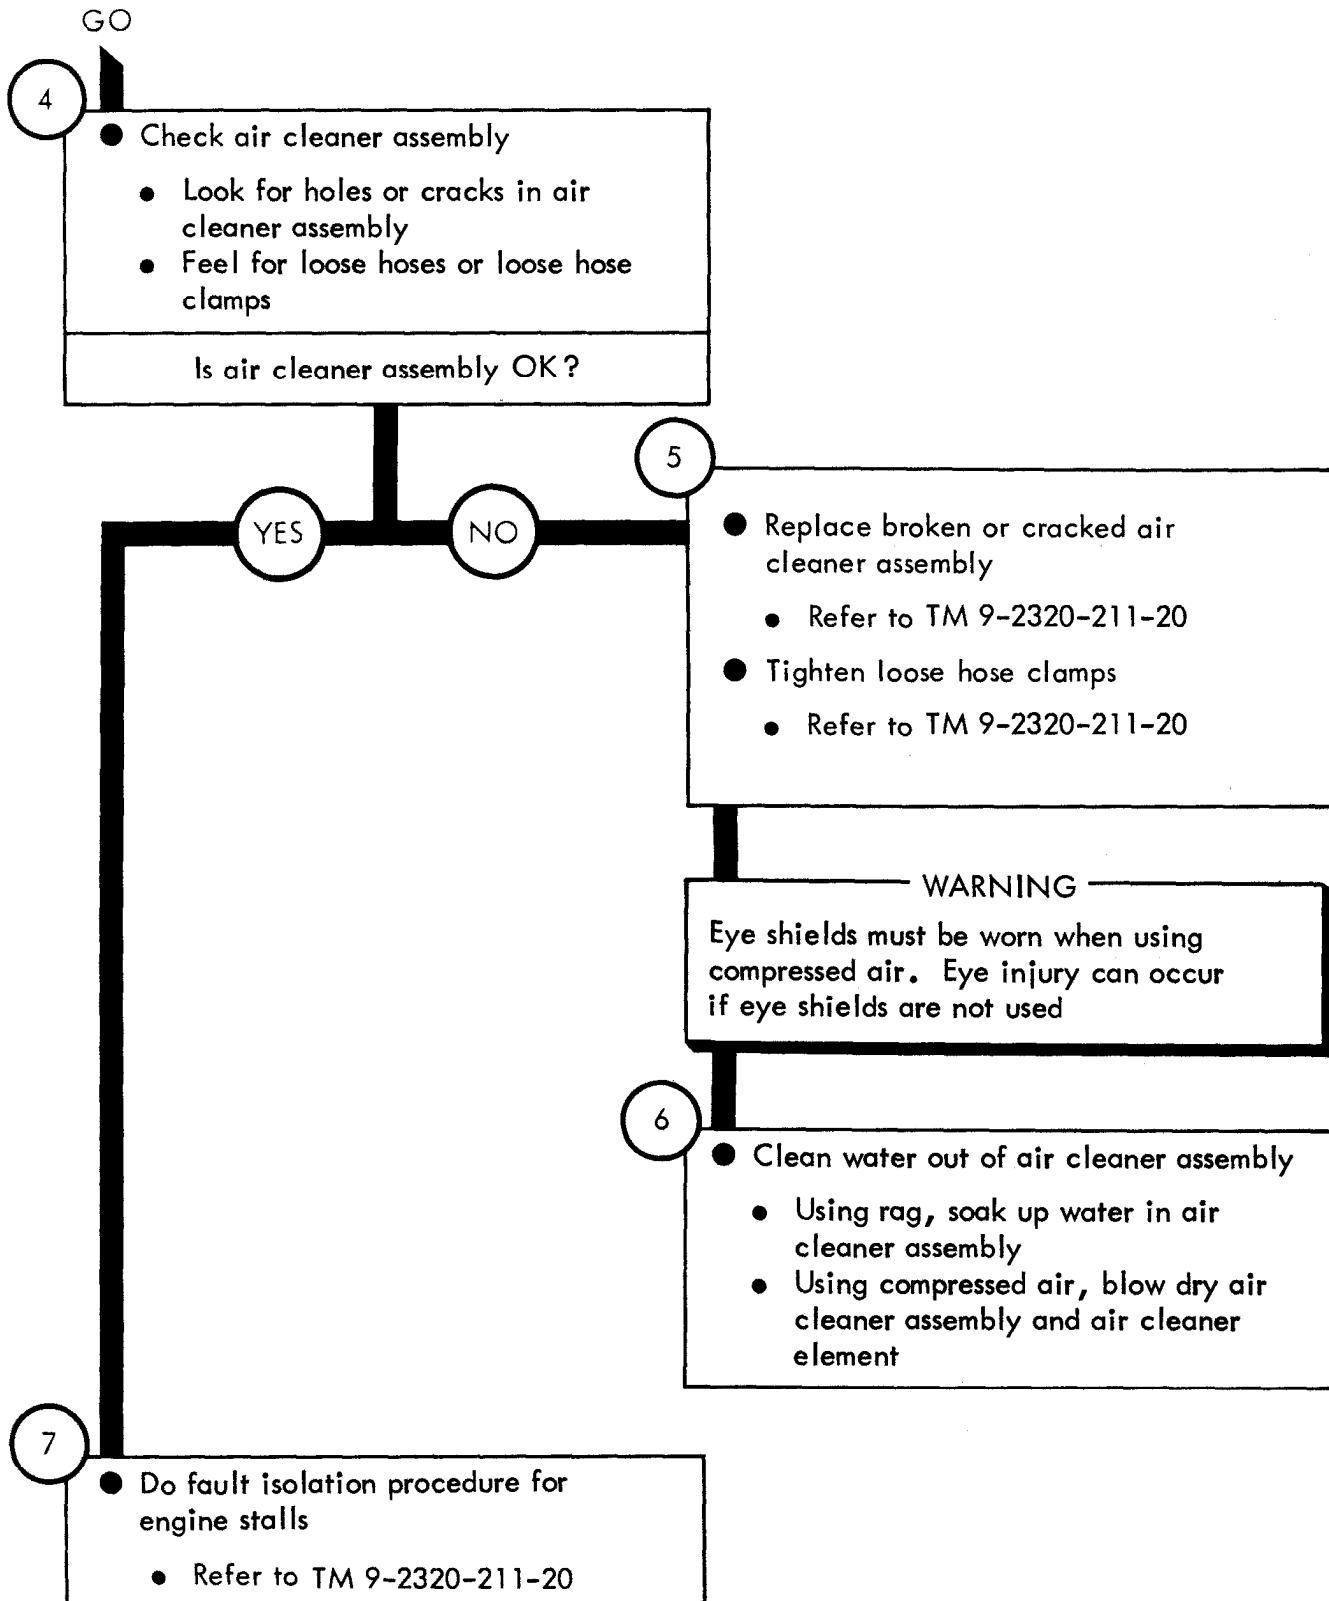 GO
4
● Check air cleaner assembly
● Look for holes or cracks in air
cleaner assembly
● Feel for loose hoses or loose hose
clamps
Is air cleaner assembly OK?
YES
NO
5
● Replace broken or cracked air
cleaner assembly
● Refer to TM 9-2320-211-20
● Tighten loose hose clamps
● Refer to TM 9-2320-211-20
WARNING
Eye shields must be worn when using
compressed air. Eye injury can occur
if eye shields are not used
6
● Clean water out of air cleaner assembly
● Using rag, soak up water in air
cleaner assembly
● Using compressed air, blow dry air
cleaner assembly and air cleaner
element
7
● Do fault isolation procedure for
engine stalls
● Refer to TM 9-2320-211-20